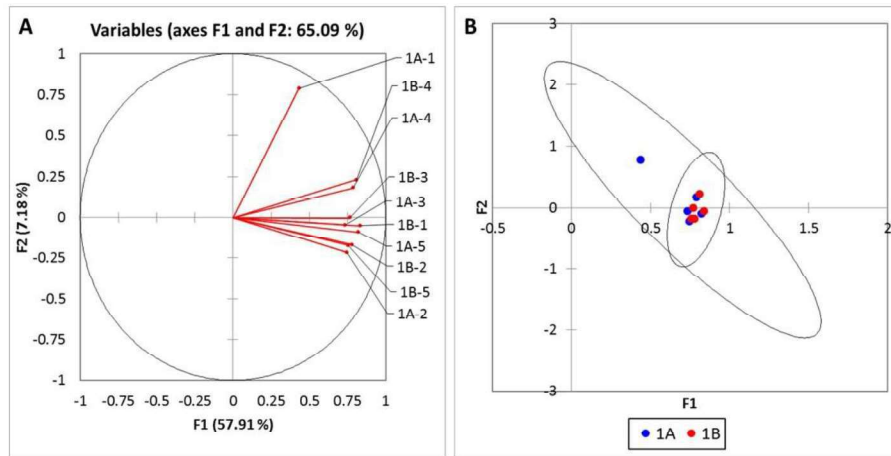 A
Variables (axes F1 and F2: 65.09 %)
1
0.75
0.5
0.25
0
-0.25
-0.5
-0.75
-1
F2 (7.18%)
-1
-0.75
-0.5
-0.25
0
0.25
0.5
0.75
1
F1 (57.91 %)
1A-1
1B-4
1A-4
1B-3
1A-3
1B-1
1A-5
1B-2
1B-5
1A-2
B
3
2
1
0
-1
-2
-3
F2
-0.5
0
0.5
1
1.5
2
F1
1A 1B